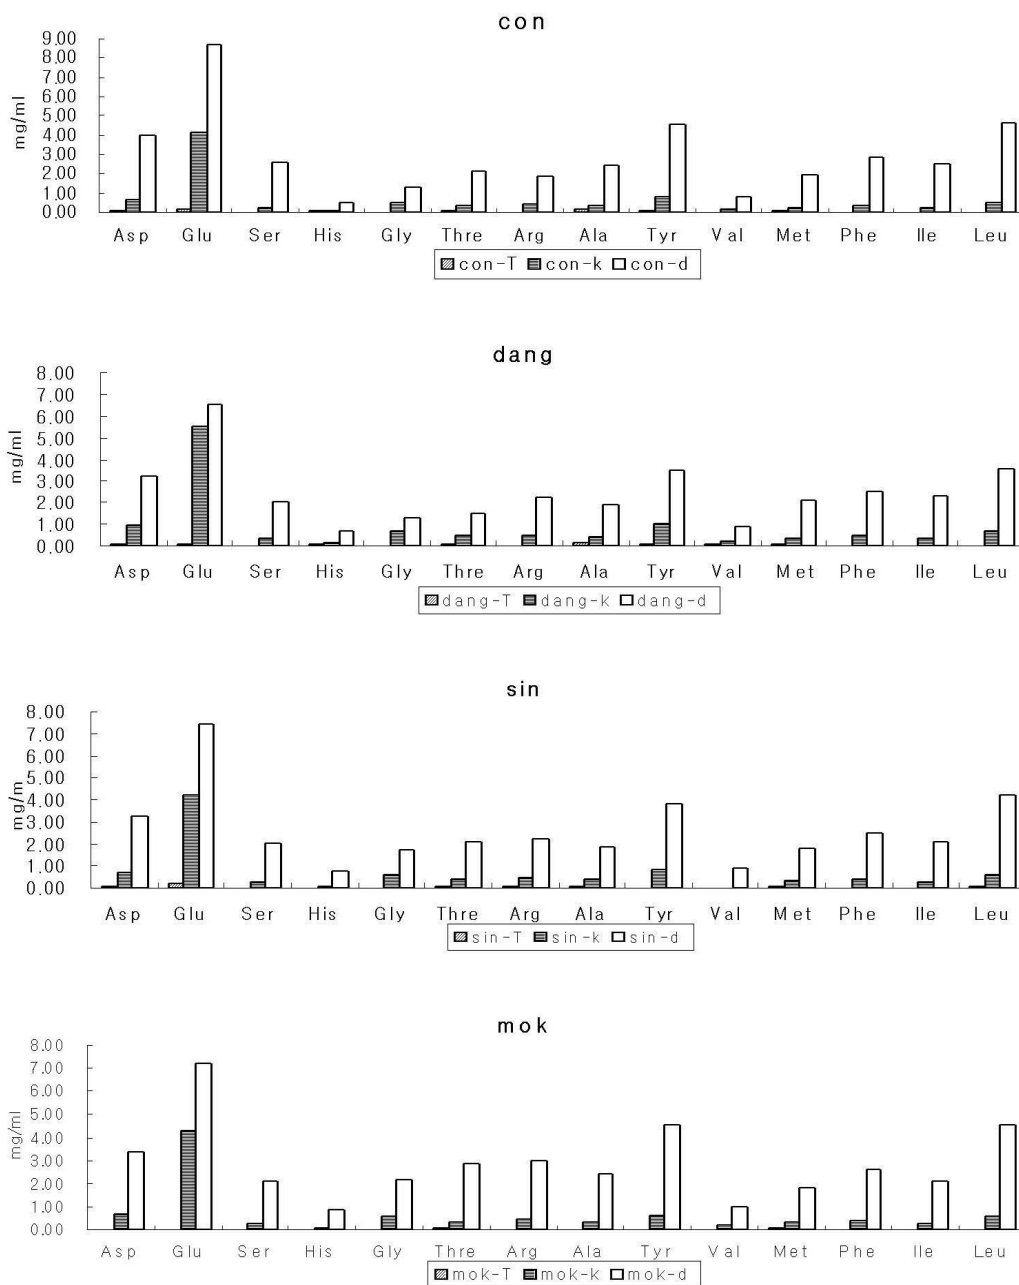 con
9.00
8.00
7.00
6.00
5.00
4.00
3.00
2.00
1.00
0.00
mg/ml
Asp Glu Ser His Gly Thre Arg Ala Tyr Val Met Phe Ile Leu
con-T con-k con-d
dang
8.00
7.00
6.00
5.00
4.00
3.00
2.00
1.00
0.00
mg/ml
Asp Glu Ser His Gly Thre Arg Ala Tyr Val Met Phe Ile Leu
dang-T dang-k dang-d
sin
8.00
7.00
6.00
5.00
4.00
3.00
2.00
1.00
0.00
mg/m
Asp Glu Ser His Gly Thre Arg Ala Tyr Val Met Phe Ile Leu
sin-T sin-k sin-d
mok
8.00
7.00
6.00
5.00
4.00
3.00
2.00
1.00
0.00
mg/ml
Asp Glu Ser His Gly Thre Arg Ala Tyr Val Met Phe Ile Leu
mok-T mok-k mok-d